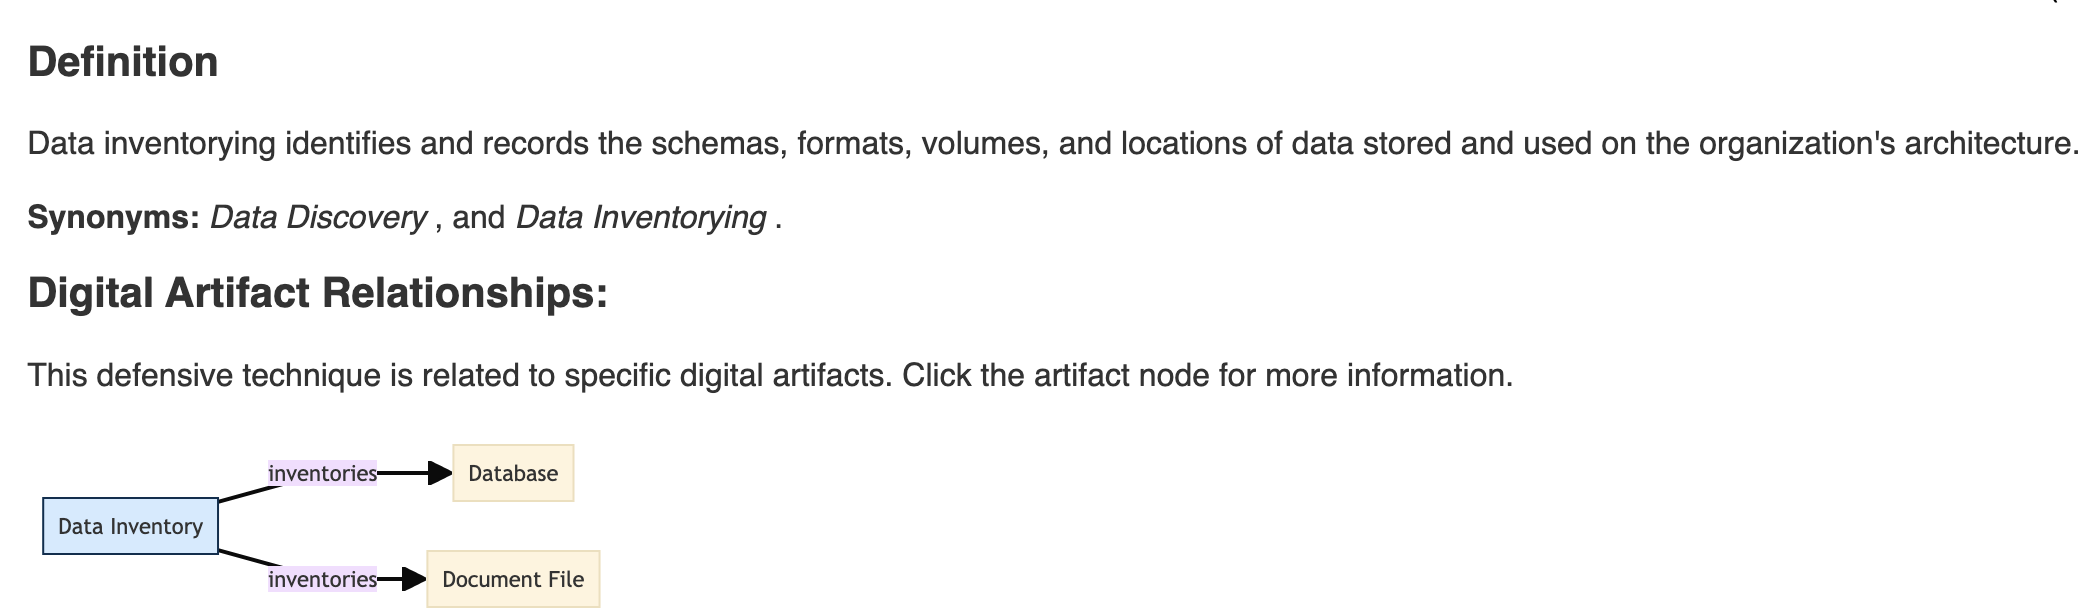 Definition
Data inventorying identifies and records the schemas, formats, volumes, and locations of data stored and used on the organization's architecture.
Synonyms: Data Discovery , and Data Inventorying .
Digital Artifact Relationships:
This defensive technique is related to specific digital artifacts. Click the artifact node for more information.
inventories
Database
Data Inventory
inventories
Document File